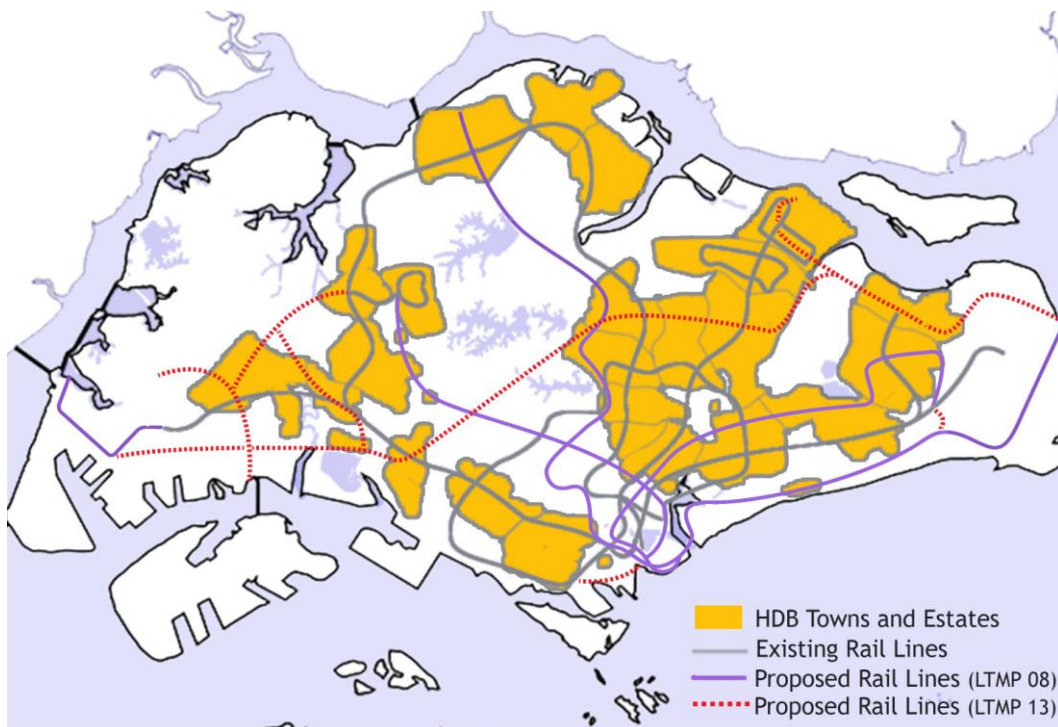 HDB Towns and Estates
Existing Rail Lines
Proposed Rail Lines (LTMP 08)
Proposed Rail Lines (LTMP 13)